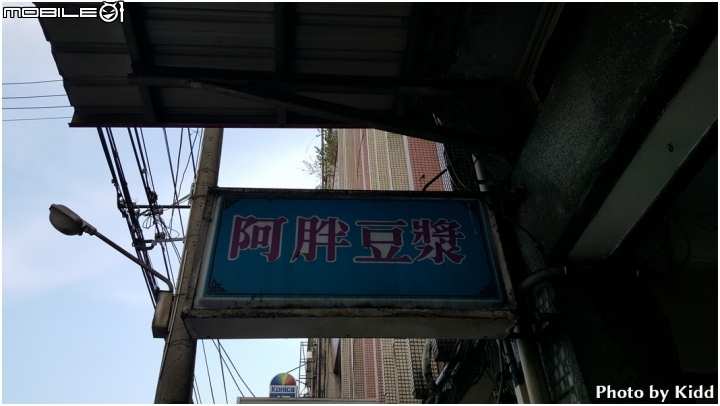 MOBILE01
阿胖豆漿
Konica
Photo by Kidd